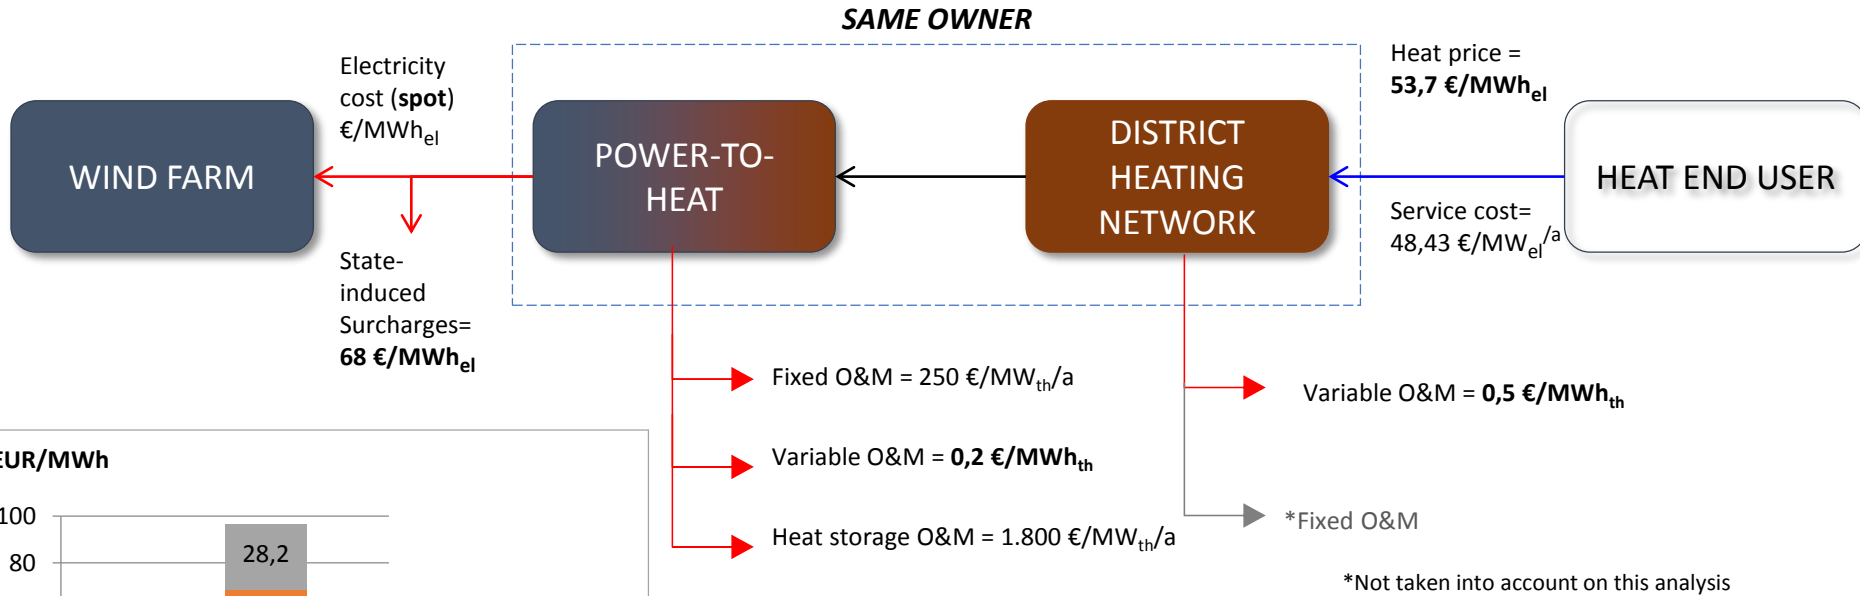 SAME OWNER
Electricity
cost (spot)
€/MWhel
Heat price =
53,7 €/MWhel
WIND FARM
POWER-TO-
HEAT
DISTRICT
HEATING
NETWORK
HEAT END USER
Service cost=
48,43 €/MWel/a
State-
induced
Surcharges=
68 €/MWhel
Fixed O&M = 250 €/MWth/a
Variable O&M = 0,5 €/MWhth
Variable O&M = 0,2 €/MWhth
*Fixed O&M
Heat storage O&M = 1.800 €/MWth/a
*Not taken into account on this analysis
EUR/MWh
100
28,2
80